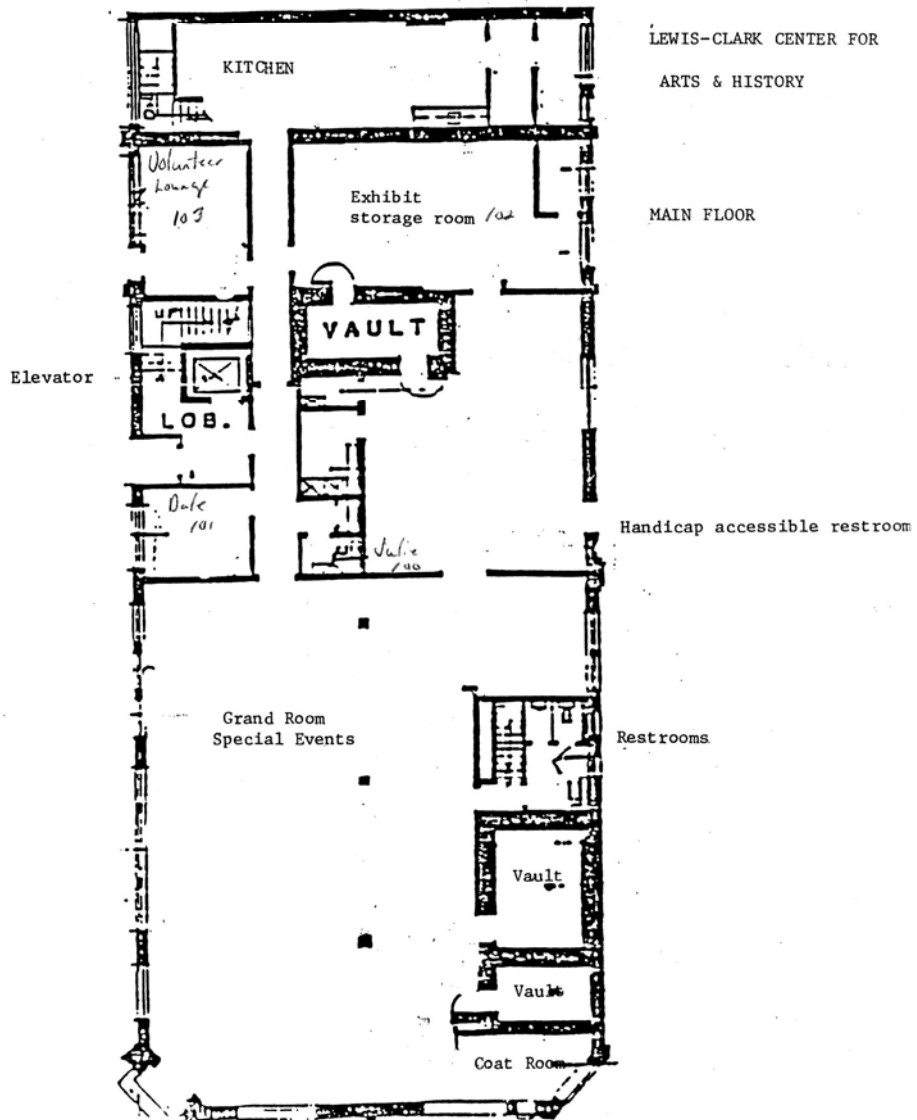 LEWIS-CLARK CENTER FOR
ARTS & HISTORY
KITCHEN
Volunteer
Lounge
103
Exhibit
storage room 102
MAIN FLOOR
VAULT
Elevator
LOB.
Dale
101
Julie
100
Handicap accessible restroom
Grand Room
Special Events
Restrooms
Vault
Vault
Coat Room